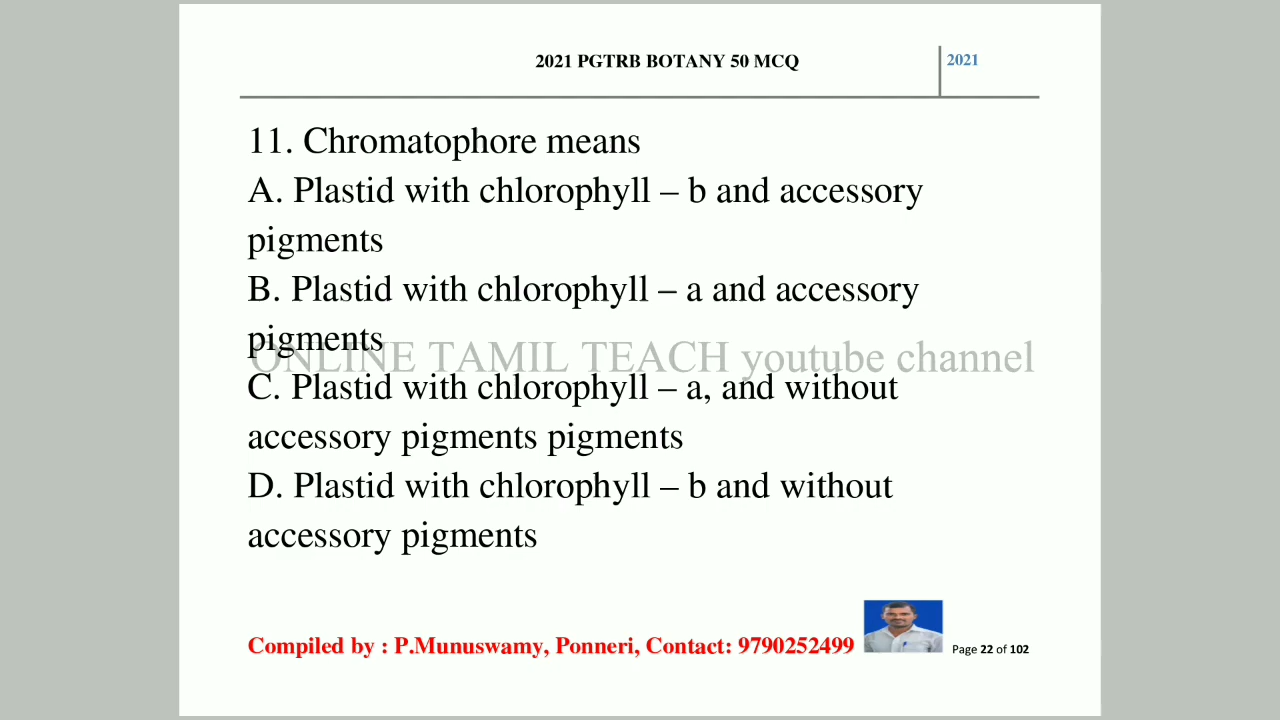 2021 PGTRB BOTANY 50 MCQ
2021
11. Chromatophore means
A. Plastid with chlorophyll – b and accessory
pigments
B. Plastid with chlorophyll – a and accessory
pigments
ONLINE TAMIL TEACH youtube channel
C. Plastid with chlorophyll – a, and without
accessory pigments pigments
D. Plastid with chlorophyll – b and without
accessory pigments
Compiled by : P.Munuswamy, Ponneri, Contact: 9790252499
Page 22 of 102